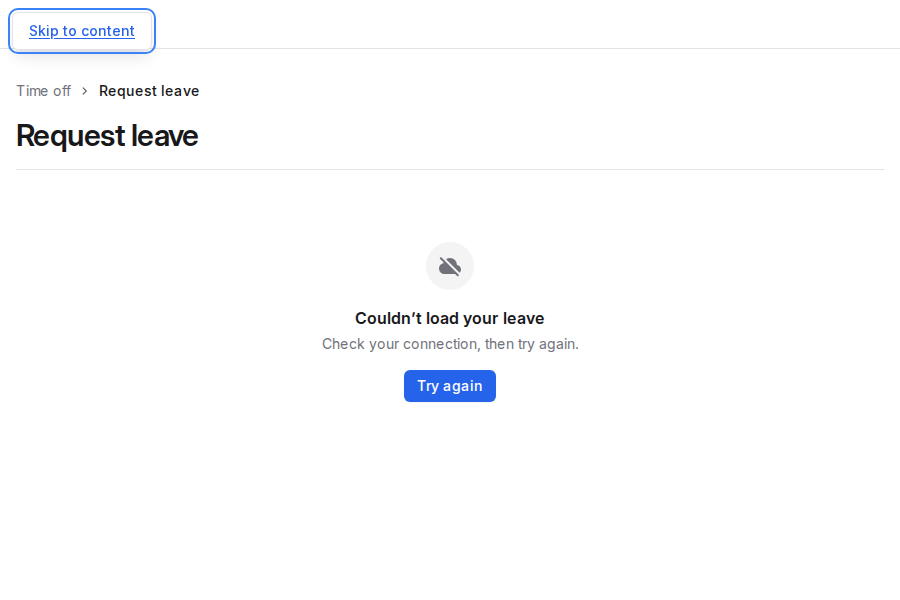 Skip to content
Time off > Request leave
Request leave
Couldn’t load your leave
Check your connection, then try again.
Try again